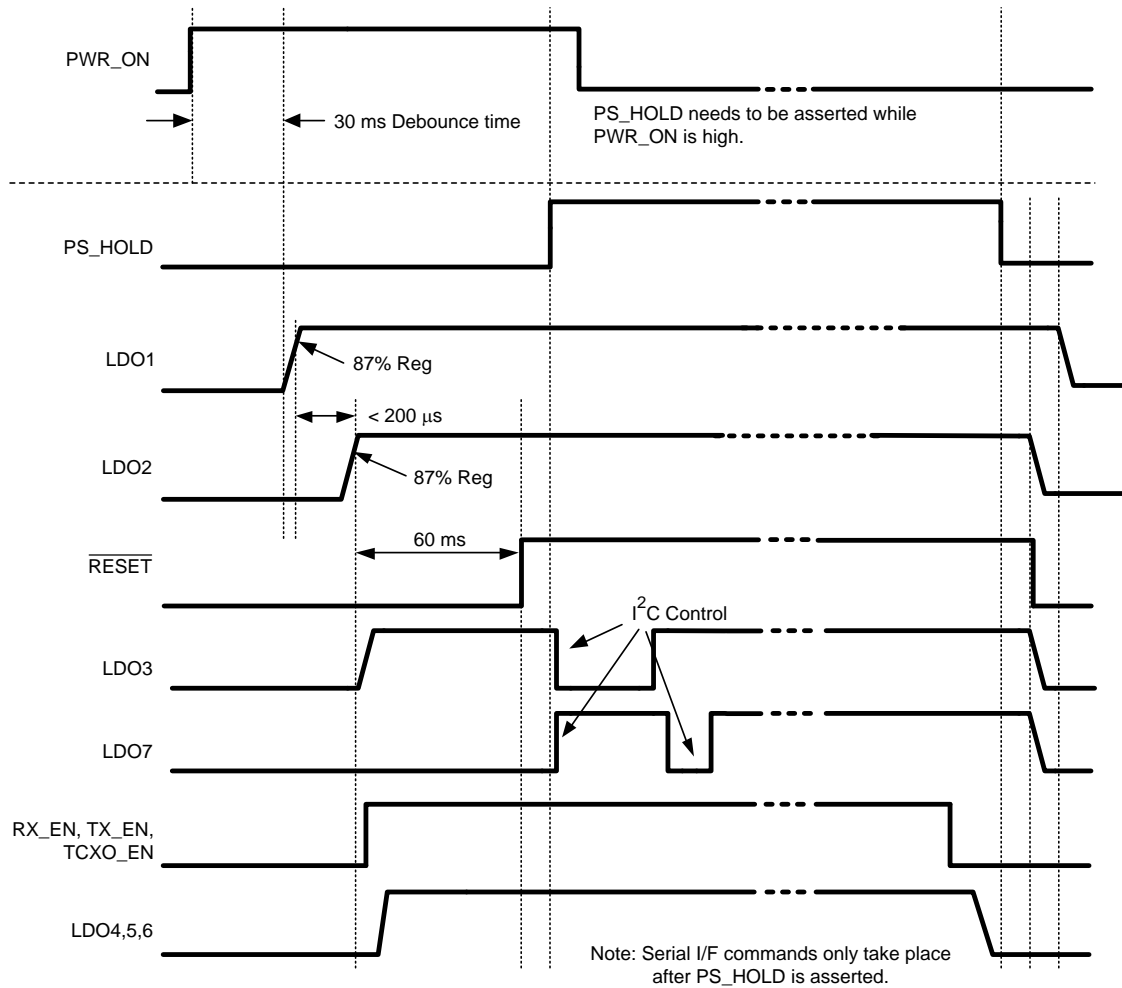 PWR_ON
30 ms Debounce time
PS_HOLD needs to be asserted while
PWR_ON is high.
PS_HOLD
LDO1
87% Reg
< 200 µs
LDO2
87% Reg
60 ms
RESET
I2C Control
LDO3
LDO7
RX_EN, TX_EN,
TCXO_EN
LDO4,5,6
Note: Serial I/F commands only take place
after PS_HOLD is asserted.